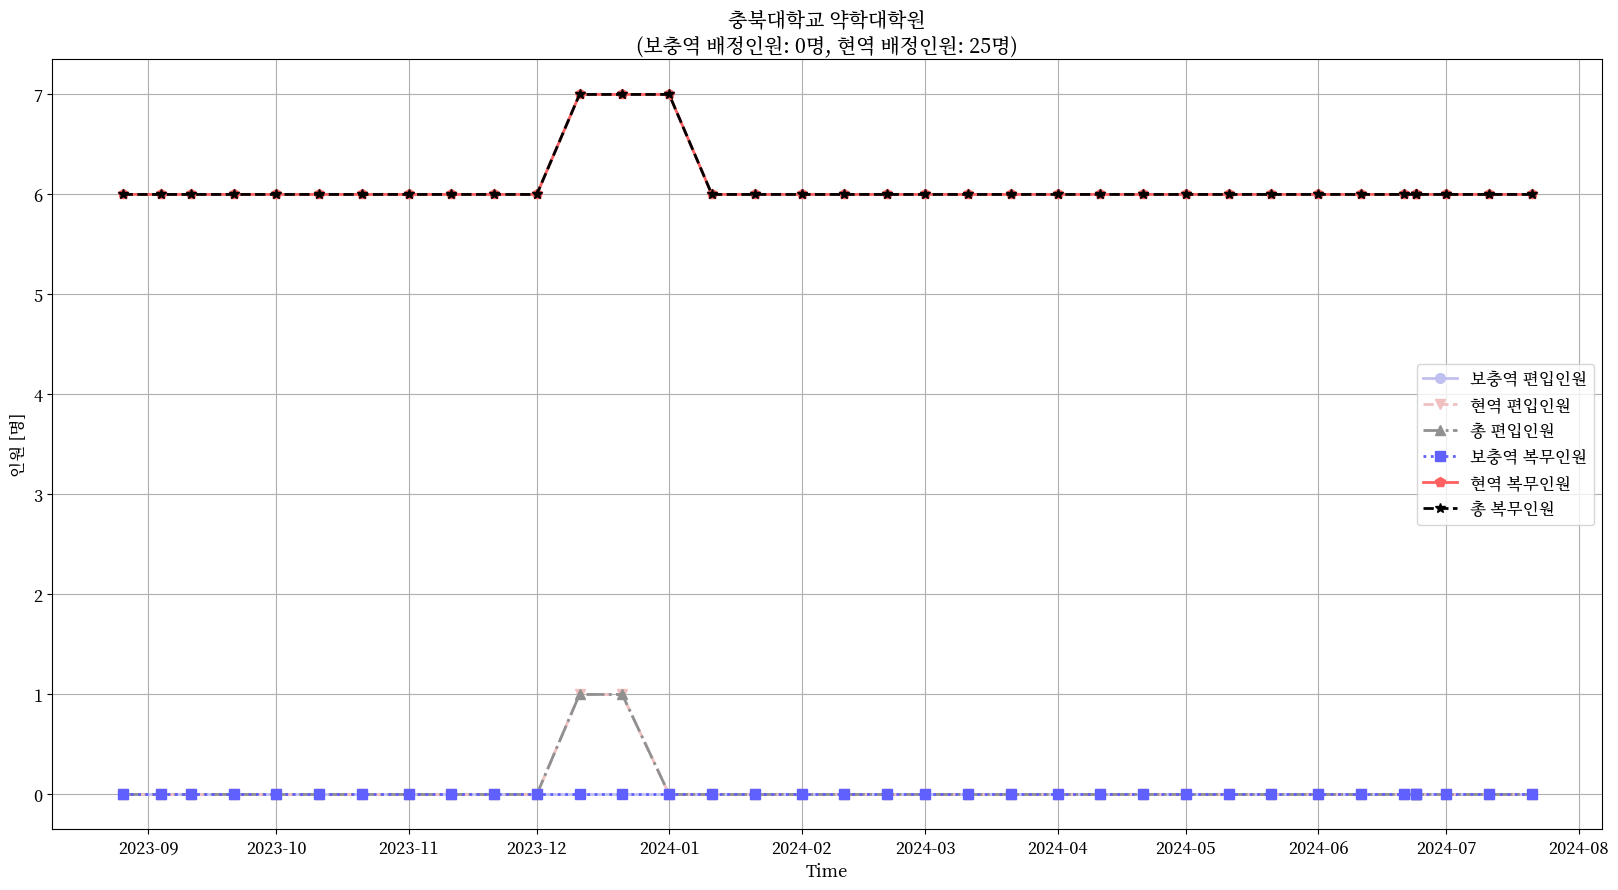 충북대학교 약학대학원
(보충역 배정인원: 0명, 현역 배정인원: 25명)
인원 [명]
7
6
5
4
3
2
1
0
보충역 편입인원
현역 편입인원
총 편입인원
보충역 복무인원
현역 복무인원
총 복무인원
2023-09
2023-10
2023-11
2023-12
2024-01
2024-02
2024-03
2024-04
2024-05
2024-06
2024-07
2024-08
Time